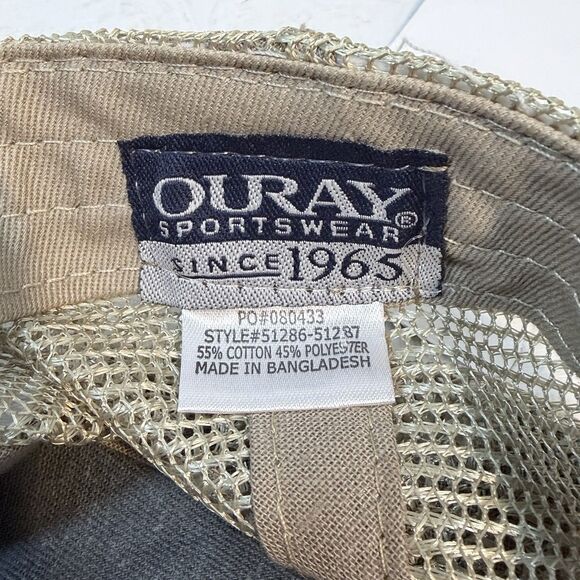 OURAY®
SPORTSWEAR
SINCE 1965
PO#080433
STYLE#51286-51287
55% COTTON 45% POLYESTER
MADE IN BANGLADESH